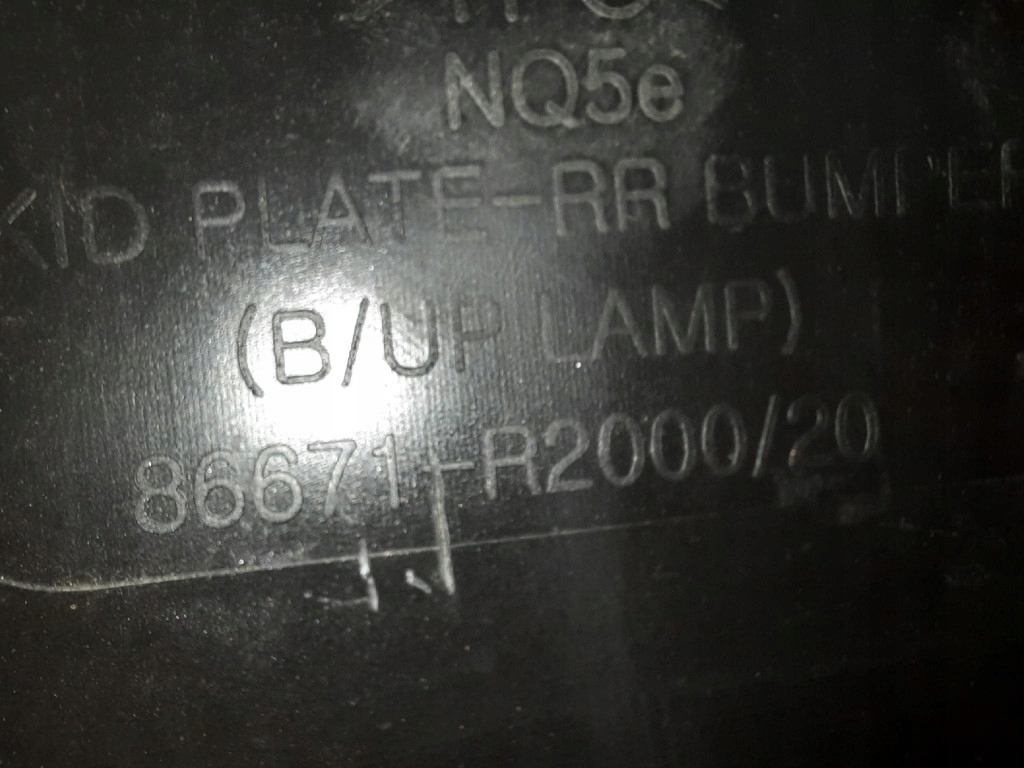 NQ5e
KID PLATE-RR BUMPER
(B/UP LAMP)
86671-R2000/20